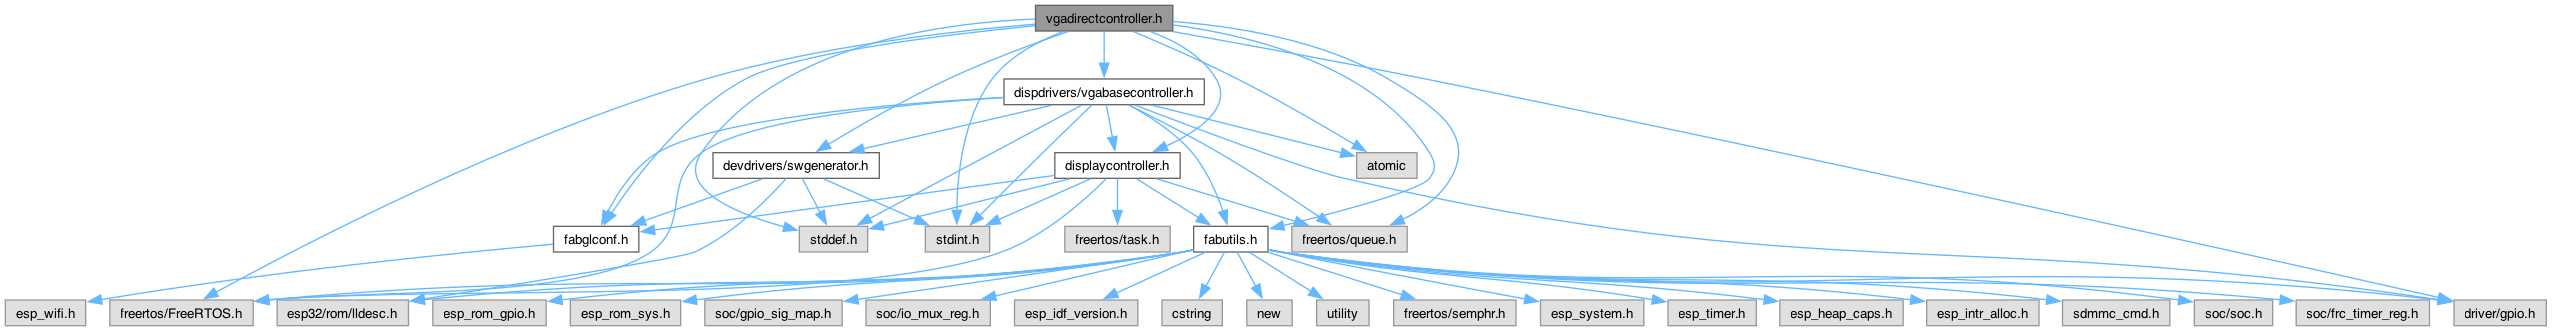 vgadirectcontroller.h
dispdrivers/vgabasecontroller.h
devdrivers/swgenerator.h
displaycontroller.h
atomic
fabglconf.h
stddef.h
stdint.h
freertos/task.h
fabutils.h
freertos/queue.h
esp_wifi.h
freertos/FreeRTOS.h
esp32/rom/lldesc.h
esp_rom_gpio.h
esp_rom_sys.h
soc/gpio_sig_map.h
soc/io_mux_reg.h
esp_idf_version.h
cstring
new
utility
freertos/semphr.h
esp_system.h
esp_timer.h
esp_heap_caps.h
esp_intr_alloc.h
sdmmc_cmd.h
soc/soc.h
soc/frc_timer_reg.h
driver/gpio.h